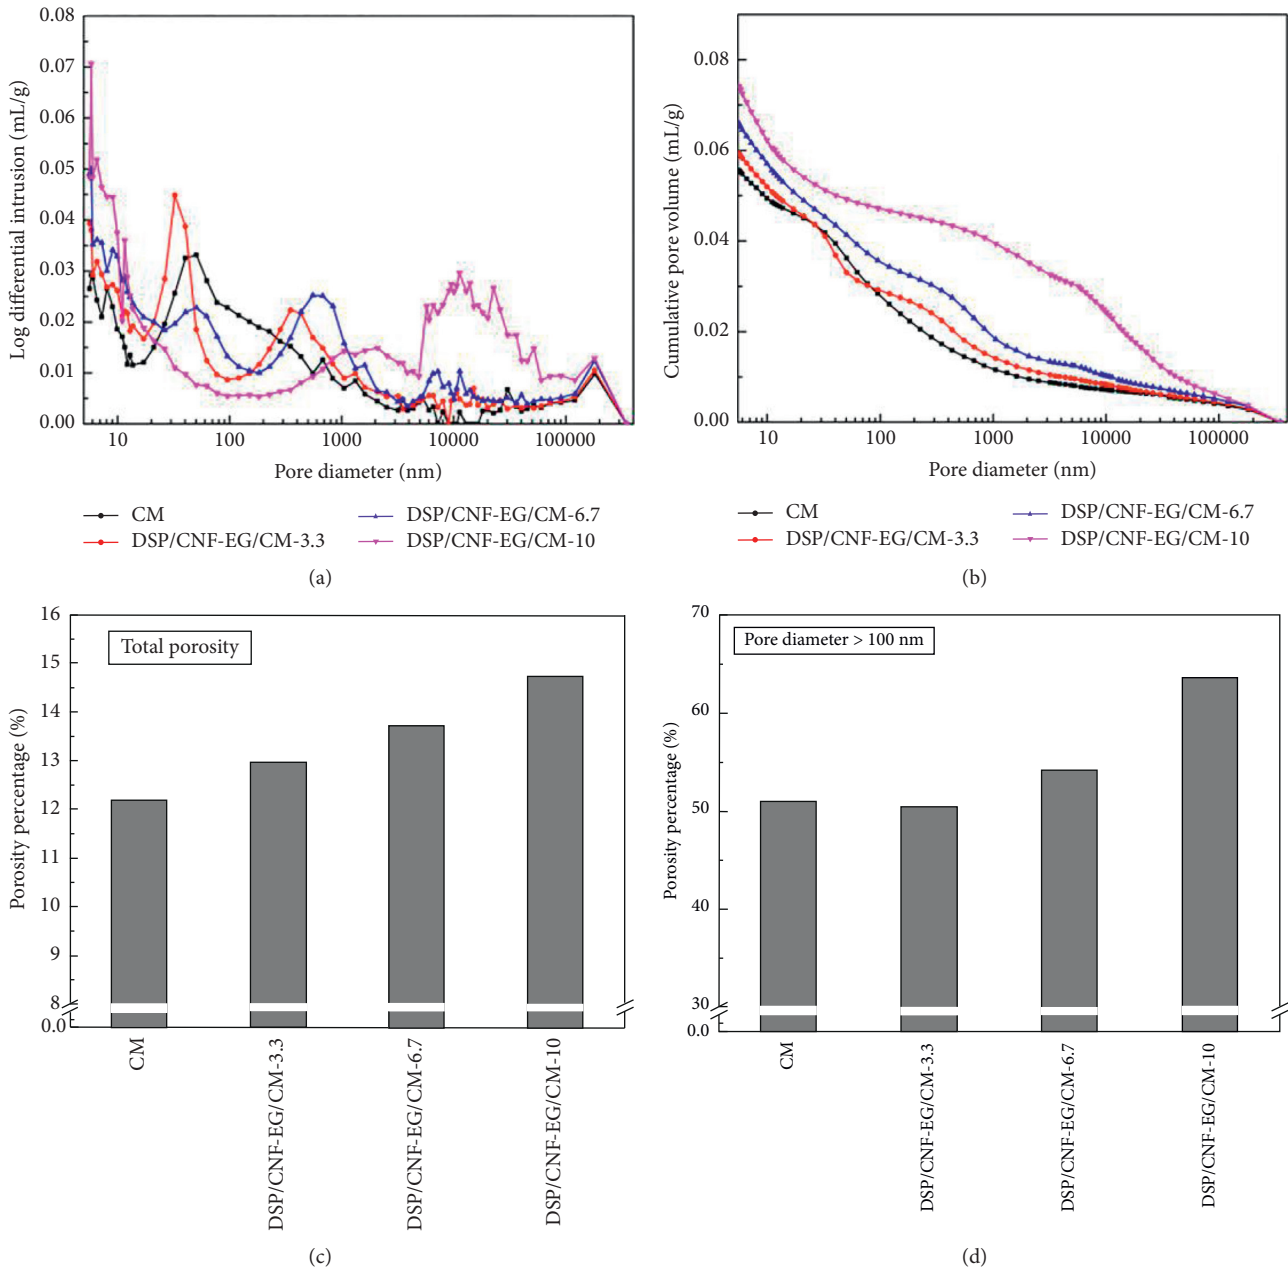 0.08
0.07
0.06
0.05
0.04
0.03
0.02
0.01
0.00
Log differential intrusion (mL/g)
10 100 1000 10000 100000
Pore diameter (nm)
CM
DSP/CNF-EG/CM-3.3
DSP/CNF-EG/CM-6.7
DSP/CNF-EG/CM-10
(a)
0.08
0.06
0.04
0.02
0.00
Cumulative pore volume (mL/g)
10 100 1000 10000 100000
Pore diameter (nm)
CM
DSP/CNF-EG/CM-3.3
DSP/CNF-EG/CM-6.7
DSP/CNF-EG/CM-10
(b)
16
15
14
13
12
11
10
9
8
0.0
Porosity percentage (%)
Total porosity
CM
DSP/CNF-EG/CM-3.3
DSP/CNF-EG/CM-6.7
DSP/CNF-EG/CM-10
(c)
70
60
50
40
30
0.0
Porosity percentage (%)
Pore diameter > 100 nm
CM
DSP/CNF-EG/CM-3.3
DSP/CNF-EG/CM-6.7
DSP/CNF-EG/CM-10
(d)